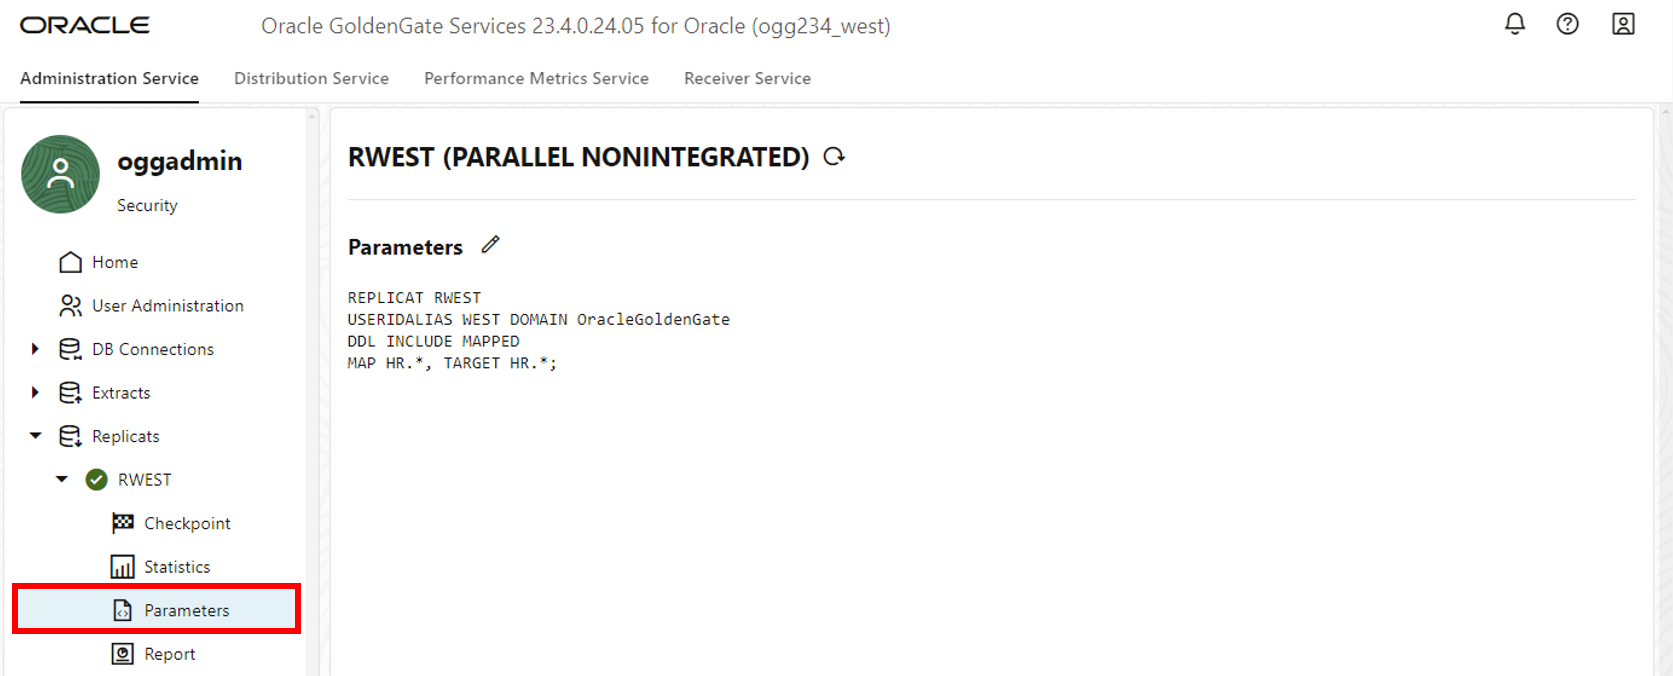 ORACLE
Oracle GoldenGate Services 23.4.0.24.05 for Oracle (ogg234_west)
Administration Service
Distribution Service
Performance Metrics Service
Receiver Service
oggadmin
Security
Home
User Administration
DB Connections
Extracts
Replicats
RWEST
Checkpoint
Statistics
Parameters
Report
RWEST (PARALLEL NONINTEGRATED)
Parameters
REPLICAT RWEST
USERIDALIAS WEST DOMAIN OracleGoldenGate
DDL INCLUDE MAPPED
MAP HR.*, TARGET HR.*;